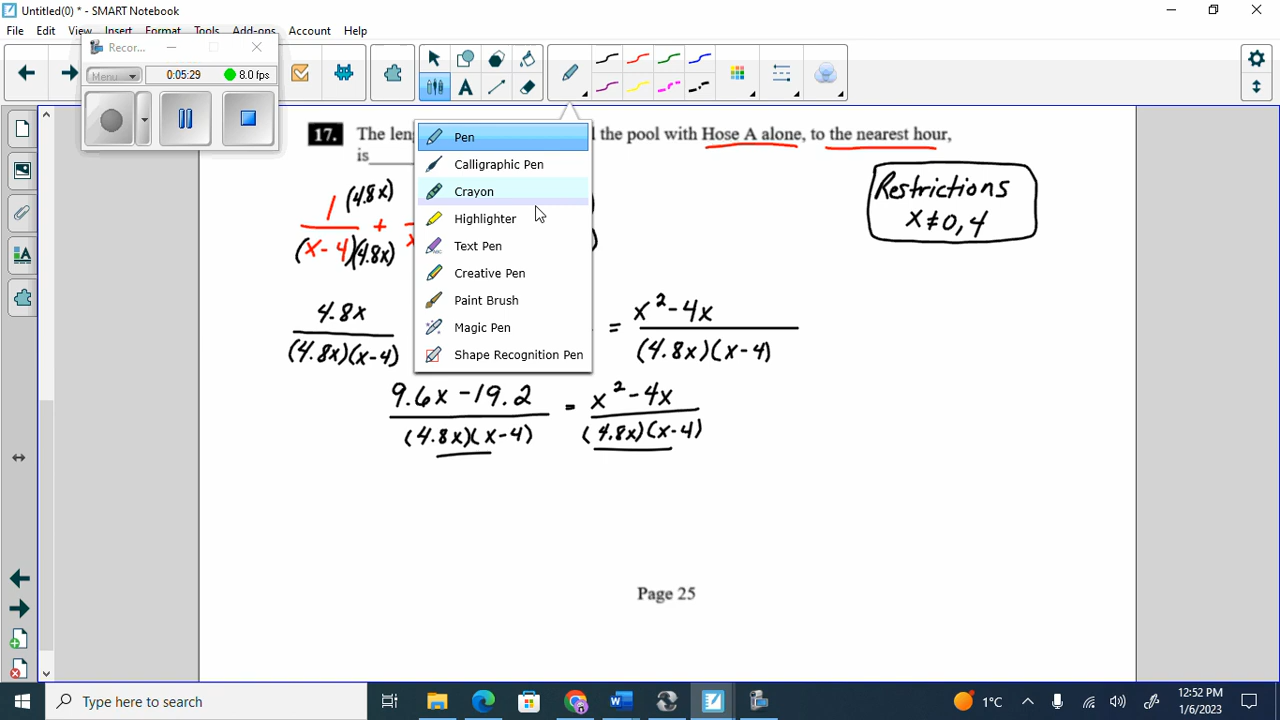 Untitled(0) * - SMART Notebook
File Edit View Insert Format Tools Add-ons Account Help
Recor...
Menu 0:05:29 8.0 fps
17. The len the pool with Hose A alone, to the nearest hour,
is
Pen
Calligraphic Pen
Crayon
Highlighter
Text Pen
Creative Pen
Paint Brush
Magic Pen
Shape Recognition Pen
Restrictions
x ≠ 0, 4
1 (4.8x)
+
(x - 4)(4.8x)
4.8x
(4.8x)(x-4)
= x² - 4x
(4.8x)(x-4)
9.6x - 19.2 = x² - 4x
(4.8x)(x-4) (4.8x)(x-4)
Page 25
Type here to search
1°C
12:52 PM
1/6/2023